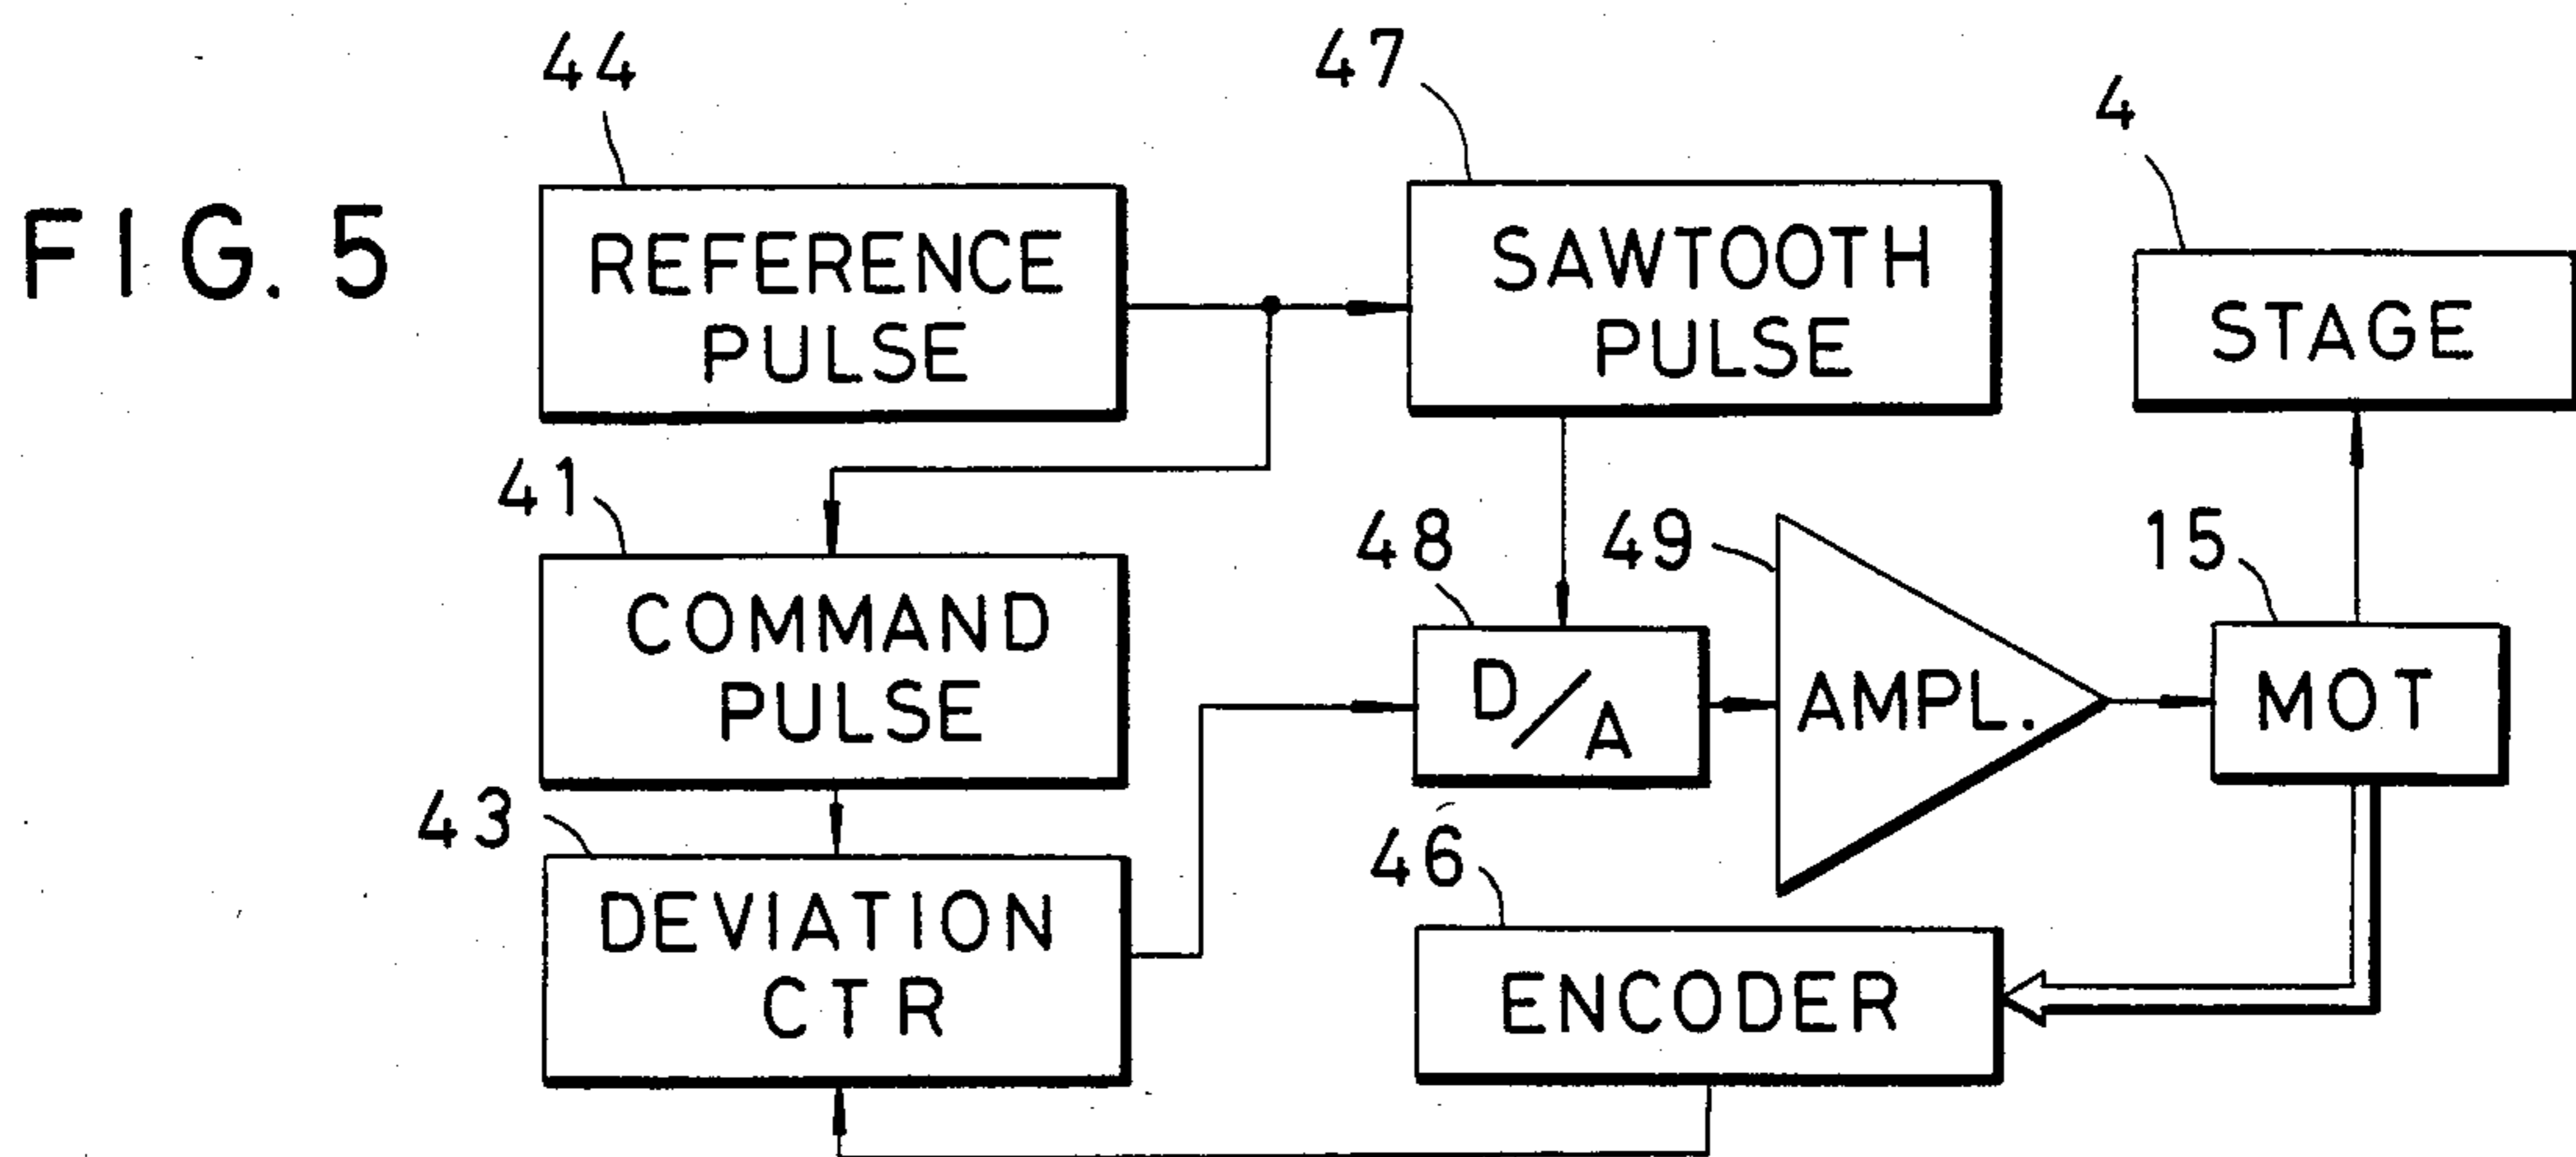 FIG. 5
44
REFERENCE
PULSE
47
SAWTOOTH
PULSE
4
STAGE
41
COMMAND
PULSE
48
D/A
49
AMPL.
15
MOT
43
DEVIATION
CTR
46
ENCODER